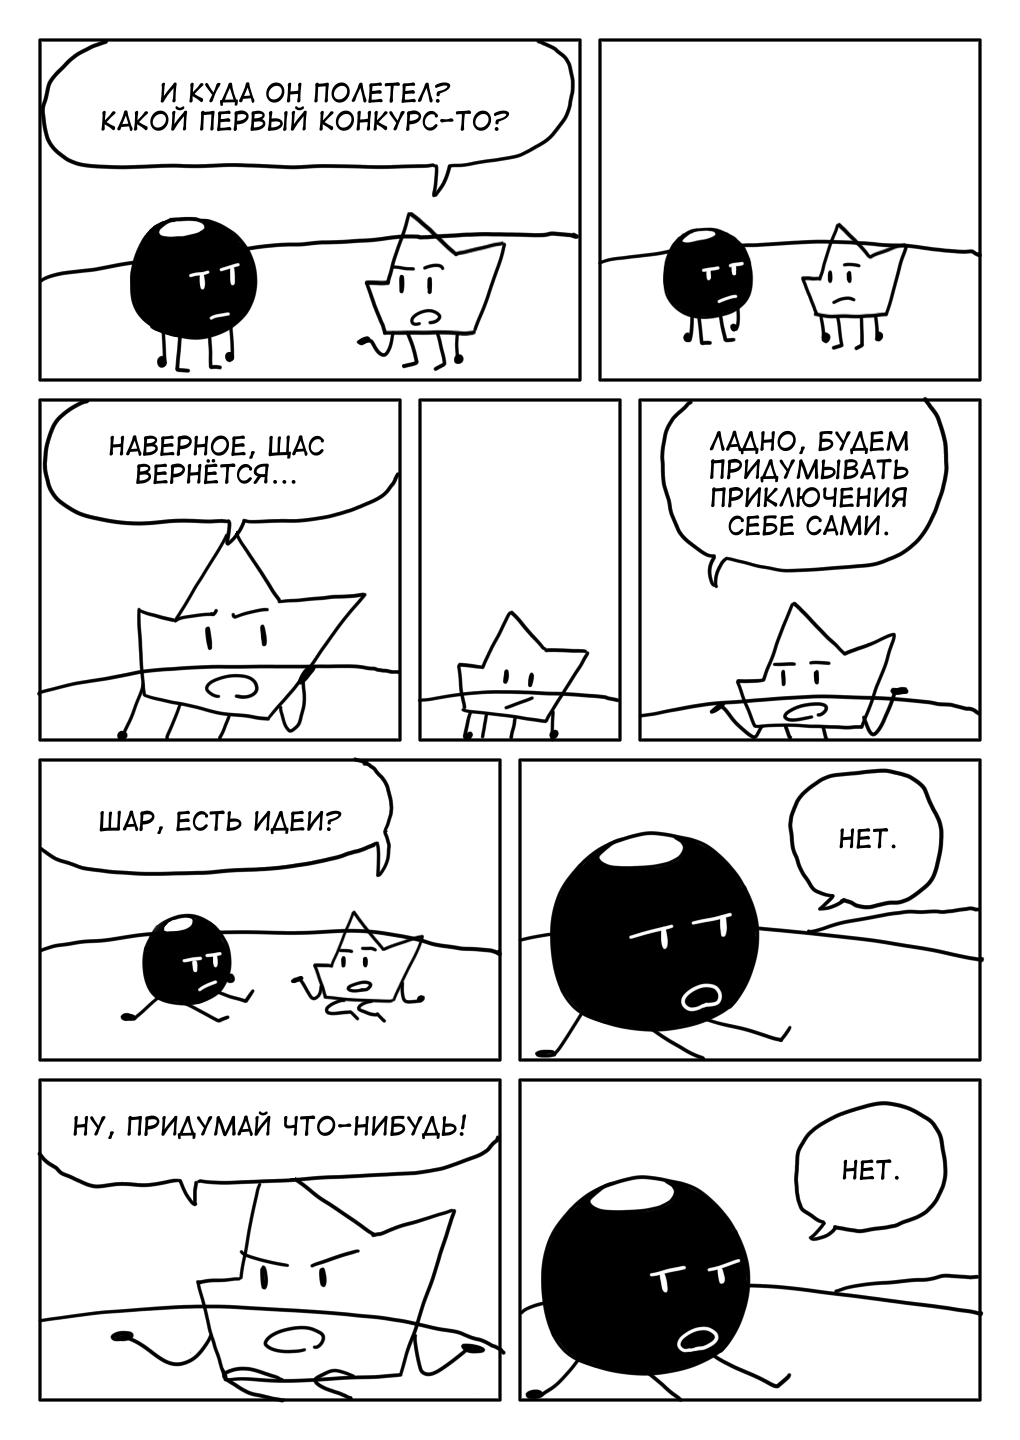 И КУДА ОН ПОЛЕТЕЛ?
КАКОЙ ПЕРВЫЙ КОНКУРС-ТО?
НАВЕРНОЕ, ЩАС
ВЕРНЁТСЯ...
ЛАДНО, БУДЕМ
ПРИДУМЫВАТЬ
ПРИКЛЮЧЕНИЯ
СЕБЕ САМИ.
ШАР, ЕСТЬ ИДЕИ?
НЕТ.
НУ, ПРИДУМАЙ ЧТО-НИБУДЬ!
НЕТ.